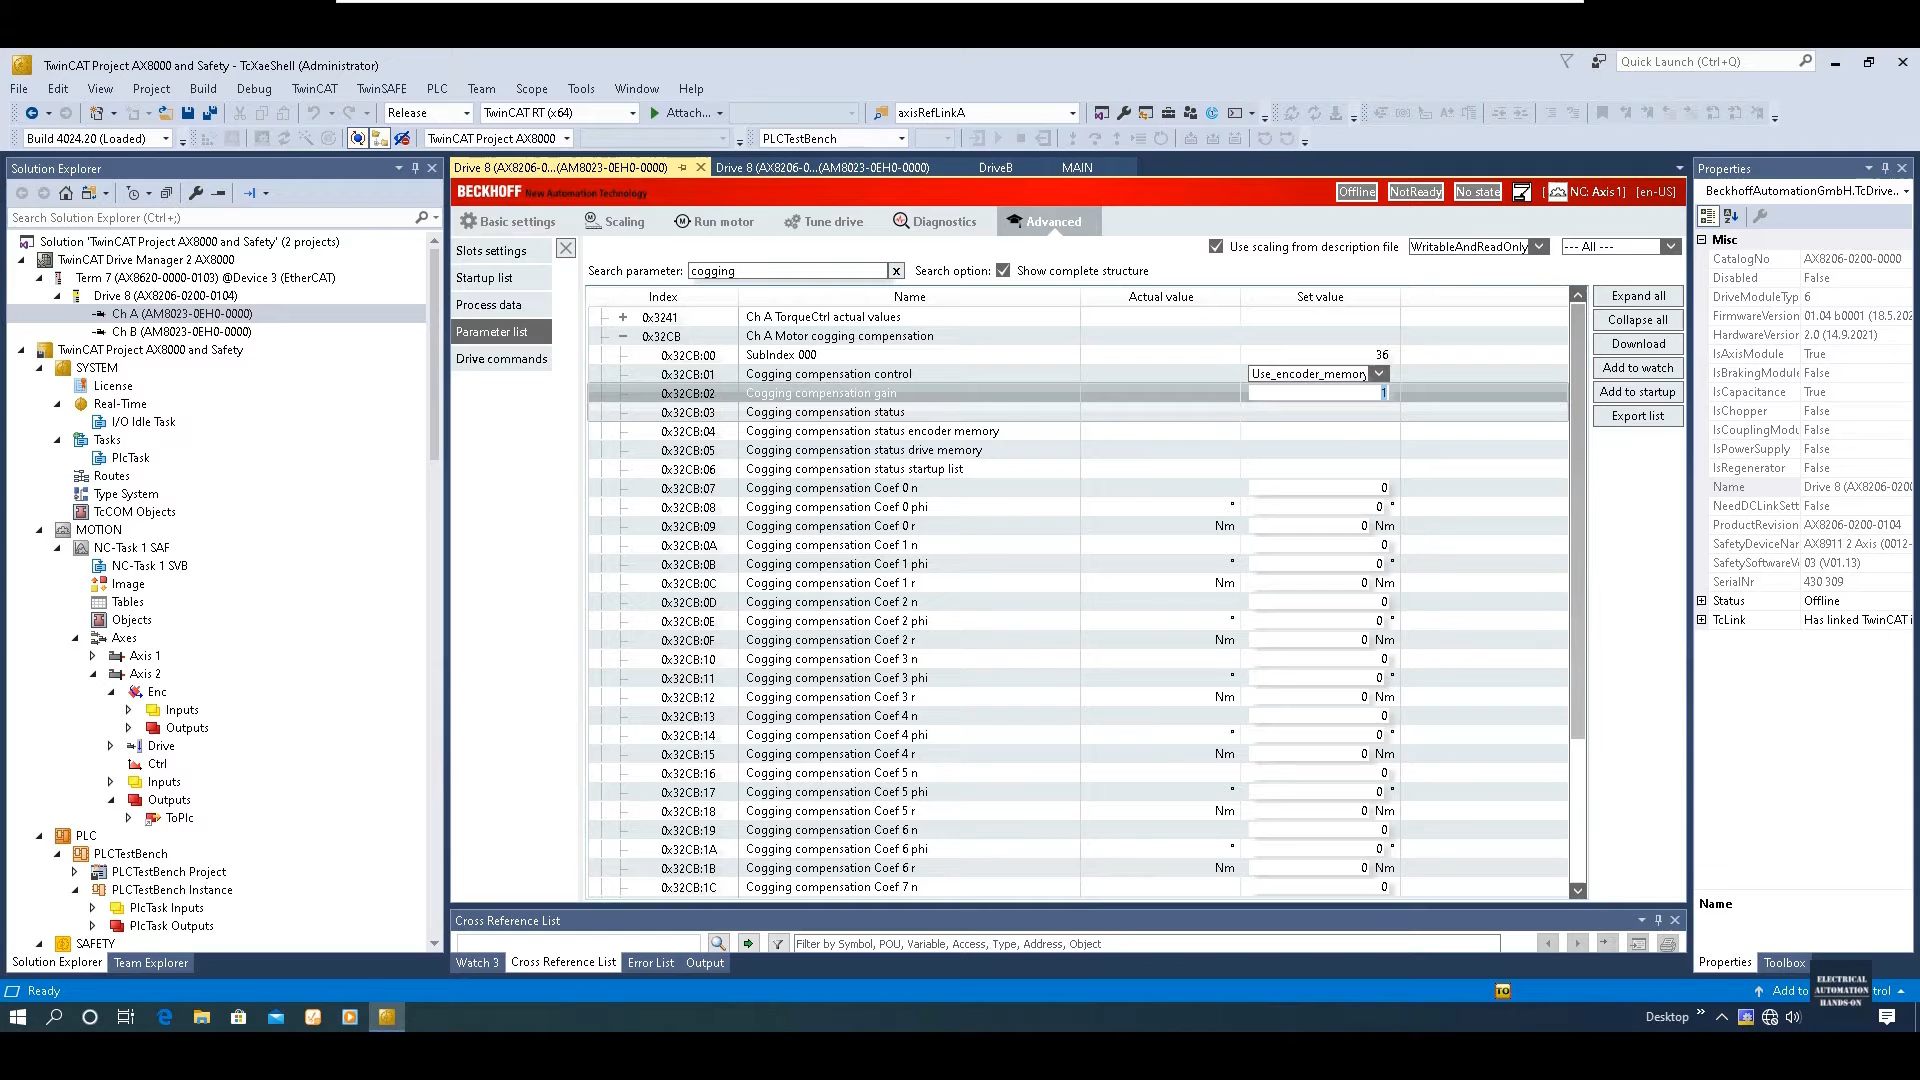 TwinCAT Project AX8000 and Safety - TcXaeShell (Administrator)
Quick Launch (Ctrl+Q)
File Edit View Project Build Debug TwinCAT TwinSAFE PLC Team Scope Tools Window Help
Release TwinCAT RT (x64) Attach... axisRefLinkA
Build 4024.20 (Loaded) TwinCAT Project AX8000 PLCTestBench
Solution Explorer
Search Solution Explorer (Ctrl+;)
Solution 'TwinCAT Project AX8000 and Safety' (2 projects)
TwinCAT Drive Manager 2 AX8000
Term 7 (AX8620-0000-0103) @Device 3 (EtherCAT)
Drive 8 (AX8206-0200-0104)
Ch A (AM8023-0EH0-0000)
Ch B (AM8023-0EH0-0000)
TwinCAT Project AX8000 and Safety
SYSTEM
License
Real-Time
I/O Idle Task
Tasks
PlcTask
Routes
Type System
TcCOM Objects
MOTION
NC-Task 1 SAF
NC-Task 1 SVB
Image
Tables
Objects
Axes
Axis 1
Axis 2
Enc
Inputs
Outputs
Drive
Ctrl
Inputs
Outputs
ToPlc
PLC
PLCTestBench
PLCTestBench Project
PLCTestBench Instance
PlcTask Inputs
PlcTask Outputs
SAFETY
Solution Explorer Team Explorer
Drive 8 (AX8206-0...(AM8023-0EH0-0000) Drive 8 (AX8206-0...(AM8023-0EH0-0000) DriveB MAIN
BECKHOFF New Automation Technology Offline NotReady No state [ NC: Axis1] [en-US]
Basic settings Scaling Run motor Tune drive Diagnostics Advanced
Slots settings
Startup list
Process data
Parameter list
Drive commands
Use scaling from description file WritableAndReadOnly --- All ---
Search parameter: cogging x Search option: Show complete structure
Index Name Actual value Set value
0x3241 Ch A TorqueCtrl actual values
0x32CB Ch A Motor cogging compensation
0x32CB:00 SubIndex 000 36
0x32CB:01 Cogging compensation control Use_encoder_memory
0x32CB:02 Cogging compensation gain 1
0x32CB:03 Cogging compensation status
0x32CB:04 Cogging compensation status encoder memory
0x32CB:05 Cogging compensation status drive memory
0x32CB:06 Cogging compensation status startup list
0x32CB:07 Cogging compensation Coef 0 n 0
0x32CB:08 Cogging compensation Coef 0 phi ° 0 °
0x32CB:09 Cogging compensation Coef 0 r Nm 0 Nm
0x32CB:0A Cogging compensation Coef 1 n 0
0x32CB:0B Cogging compensation Coef 1 phi ° 0 °
0x32CB:0C Cogging compensation Coef 1 r Nm 0 Nm
0x32CB:0D Cogging compensation Coef 2 n 0
0x32CB:0E Cogging compensation Coef 2 phi ° 0 °
0x32CB:0F Cogging compensation Coef 2 r Nm 0 Nm
0x32CB:10 Cogging compensation Coef 3 n 0
0x32CB:11 Cogging compensation Coef 3 phi ° 0 °
0x32CB:12 Cogging compensation Coef 3 r Nm 0 Nm
0x32CB:13 Cogging compensation Coef 4 n 0
0x32CB:14 Cogging compensation Coef 4 phi ° 0 °
0x32CB:15 Cogging compensation Coef 4 r Nm 0 Nm
0x32CB:16 Cogging compensation Coef 5 n 0
0x32CB:17 Cogging compensation Coef 5 phi ° 0 °
0x32CB:18 Cogging compensation Coef 5 r Nm 0 Nm
0x32CB:19 Cogging compensation Coef 6 n 0
0x32CB:1A Cogging compensation Coef 6 phi ° 0 °
0x32CB:1B Cogging compensation Coef 6 r Nm 0 Nm
0x32CB:1C Cogging compensation Coef 7 n 0
Expand all
Collapse all
Download
Add to watch
Add to startup
Export list
Cross Reference List
Filter by Symbol, POU, Variable, Access, Type, Address, Object
Watch 3 Cross Reference List Error List Output
Properties
BeckhoffAutomationGmbH.TcDrive..
Misc
CatalogNo AX8206-0200-0000
Disabled False
DriveModuleTyp 6
FirmwareVersion 01.04 b0001 (18.5.202
HardwareVersion 2.0 (14.9.2021)
IsAxisModule True
IsBrakingModule False
IsCapacitance True
IsChopper False
IsCouplingModu False
IsPowerSupply False
IsRegenerator False
Name Drive 8 (AX8206-0200
NeedDCLinkSett False
ProductRevision AX8206-0200-0104
SafetyDeviceNar AX8911 2 Axis (0012-
SafetySoftwareV 03 (V01.13)
SerialNr 430 309
Status Offline
TcLink Has linked TwinCAT i
Name
Properties Toolbox
Ready TO Add to trol
ELECTRICAL
AUTOMATION
HANDS-ON
Desktop